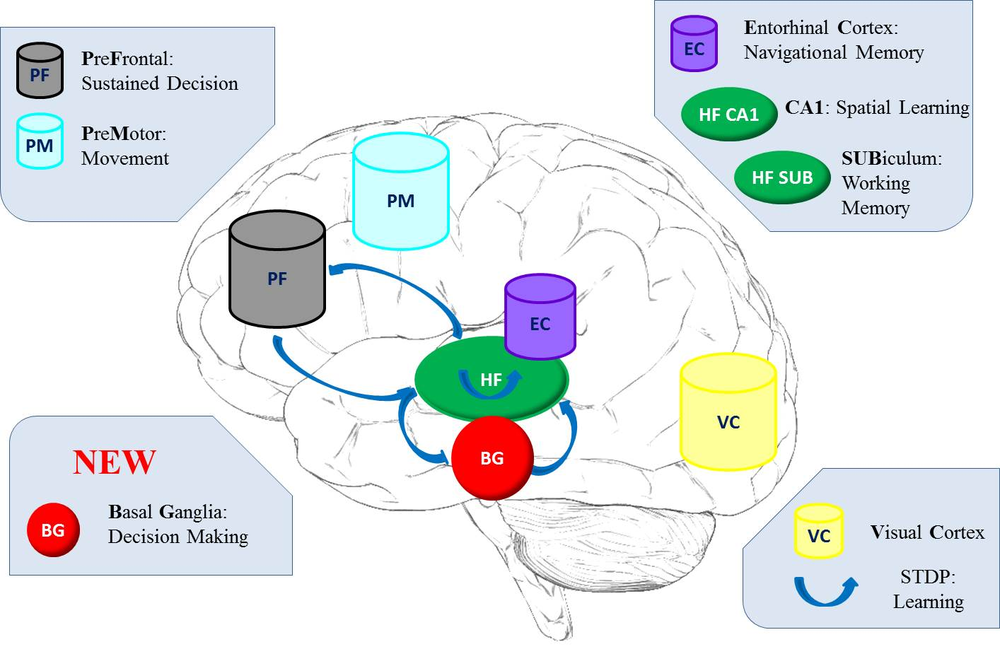 PF
PreFrontal:
Sustained Decision
PM
PreMotor:
Movement
EC
Entorhinal Cortex:
Navigational Memory
HF CA1
CA1: Spatial Learning
HF SUB
SUBiculum:
Working
Memory
PM
PF
EC
HF
VC
BG
NEW
BG
Basal Ganglia:
Decision Making
VC
Visual Cortex
STDP:
Learning